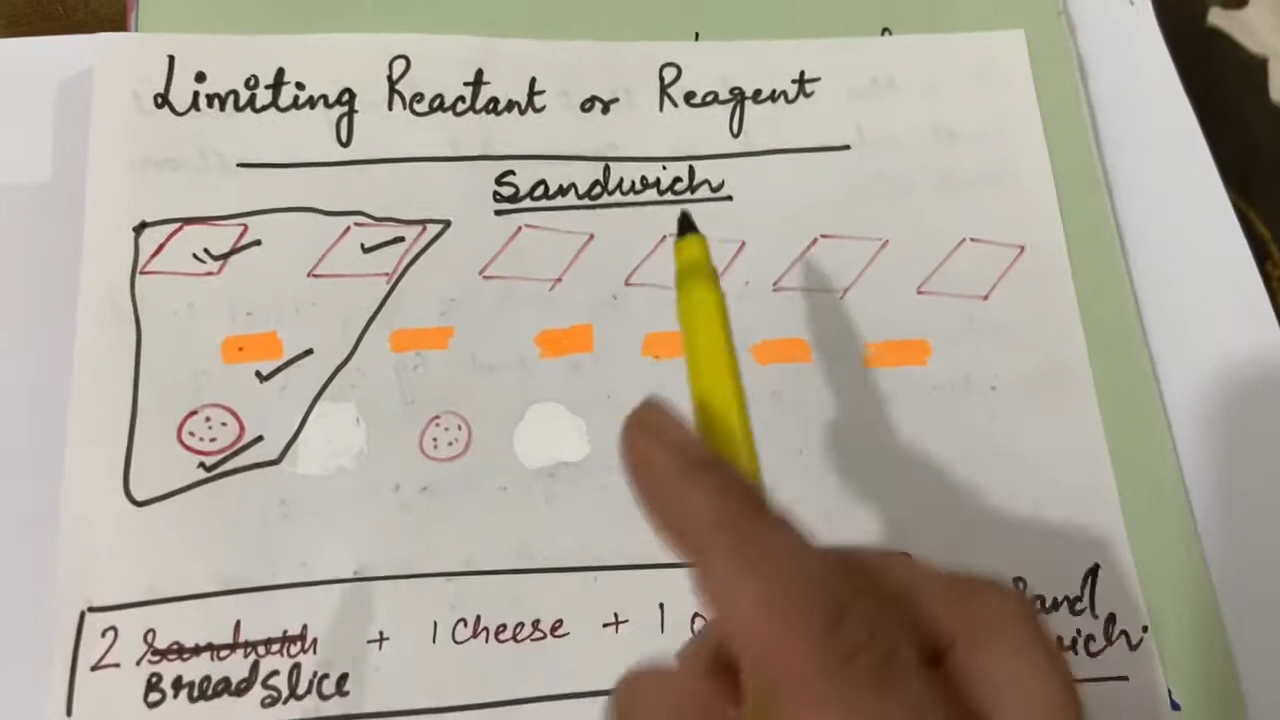 Limiting Reactant or Reagent
Sandwich
2 Sandwich + 1 Cheese + 1
Bread Slice